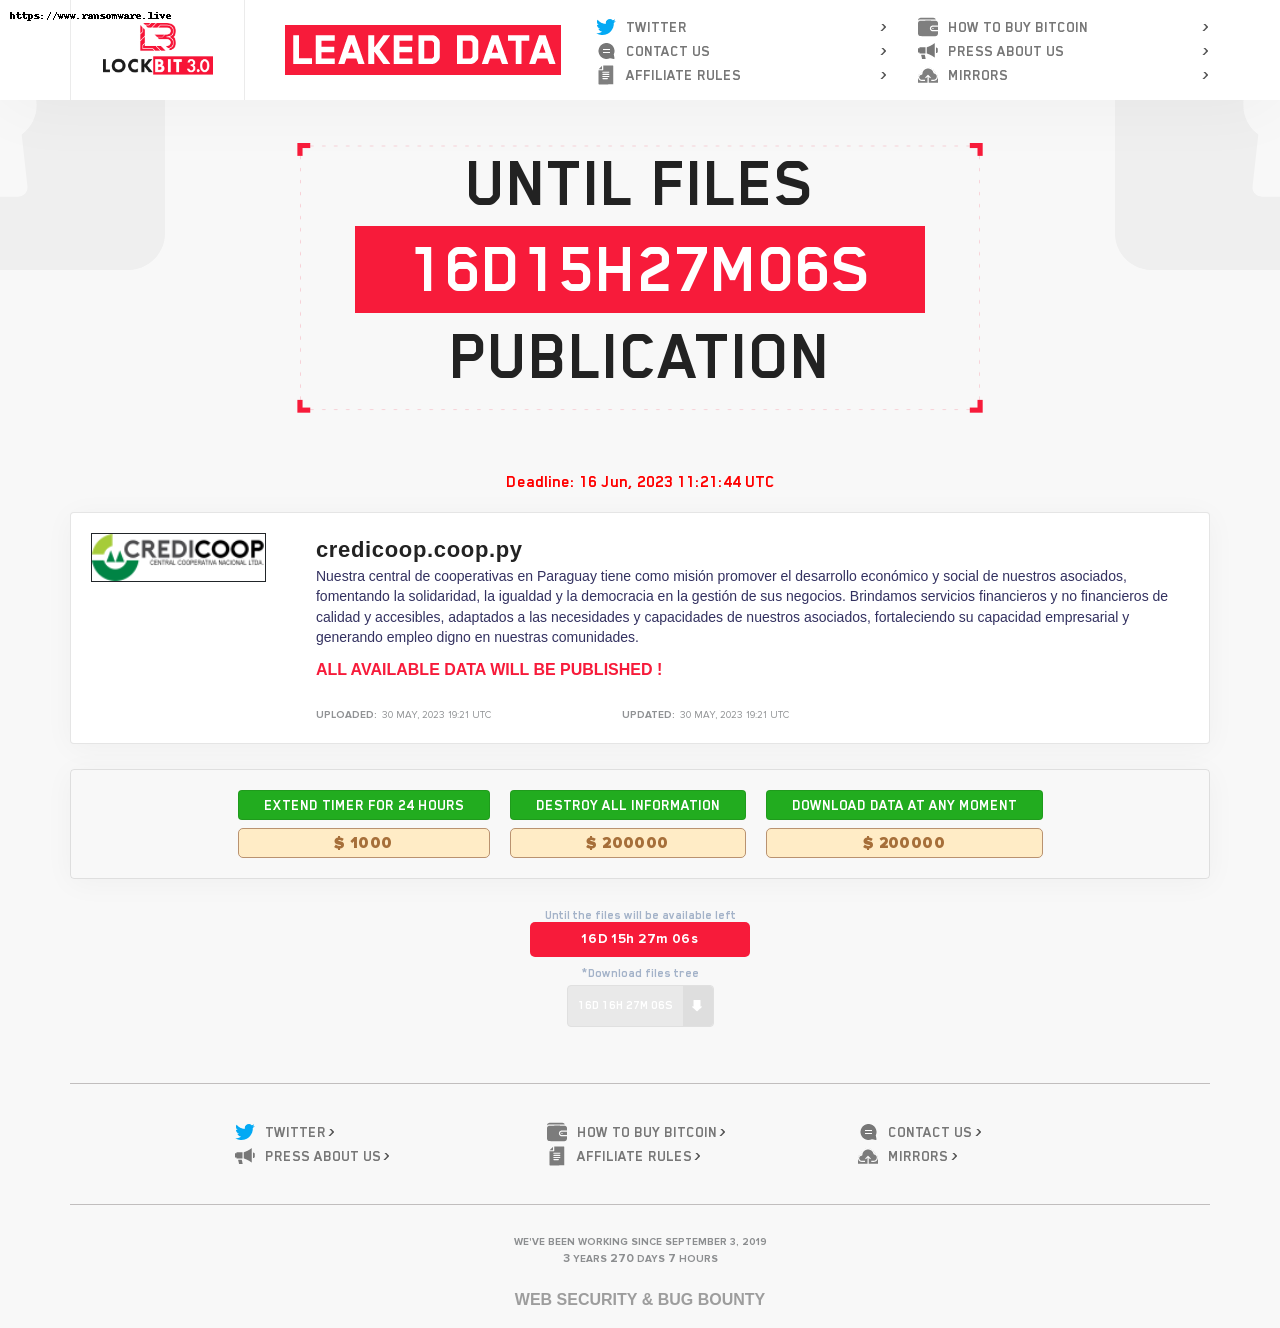 https://www.ransomware.live
LOCKBIT 3.0
LEAKED DATA
TWITTER
CONTACT US
AFFILIATE RULES
HOW TO BUY BITCOIN
PRESS ABOUT US
MIRRORS
UNTIL FILES
16D15H27M06S
PUBLICATION
Deadline: 16 Jun, 2023 11:21:44 UTC
CREDICOOP
CENTRAL COOPERATIVA NACIONAL LTDA.
credicoop.coop.py
Nuestra central de cooperativas en Paraguay tiene como misión promover el desarrollo económico y social de nuestros asociados,
fomentando la solidaridad, la igualdad y la democracia en la gestión de sus negocios. Brindamos servicios financieros y no financieros de
calidad y accesibles, adaptados a las necesidades y capacidades de nuestros asociados, fortaleciendo su capacidad empresarial y
generando empleo digno en nuestras comunidades.
ALL AVAILABLE DATA WILL BE PUBLISHED !
UPLOADED: 30 MAY, 2023 19:21 UTC
UPDATED: 30 MAY, 2023 19:21 UTC
EXTEND TIMER FOR 24 HOURS
$ 1000
DESTROY ALL INFORMATION
$ 200000
DOWNLOAD DATA AT ANY MOMENT
$ 200000
Until the files will be available left
16D 15h 27m 06s
*Download files tree
16D 16H 27M 06S
TWITTER
PRESS ABOUT US
HOW TO BUY BITCOIN
AFFILIATE RULES
CONTACT US
MIRRORS
WE'VE BEEN WORKING SINCE SEPTEMBER 3, 2019
3 YEARS 270 DAYS 7 HOURS
WEB SECURITY & BUG BOUNTY